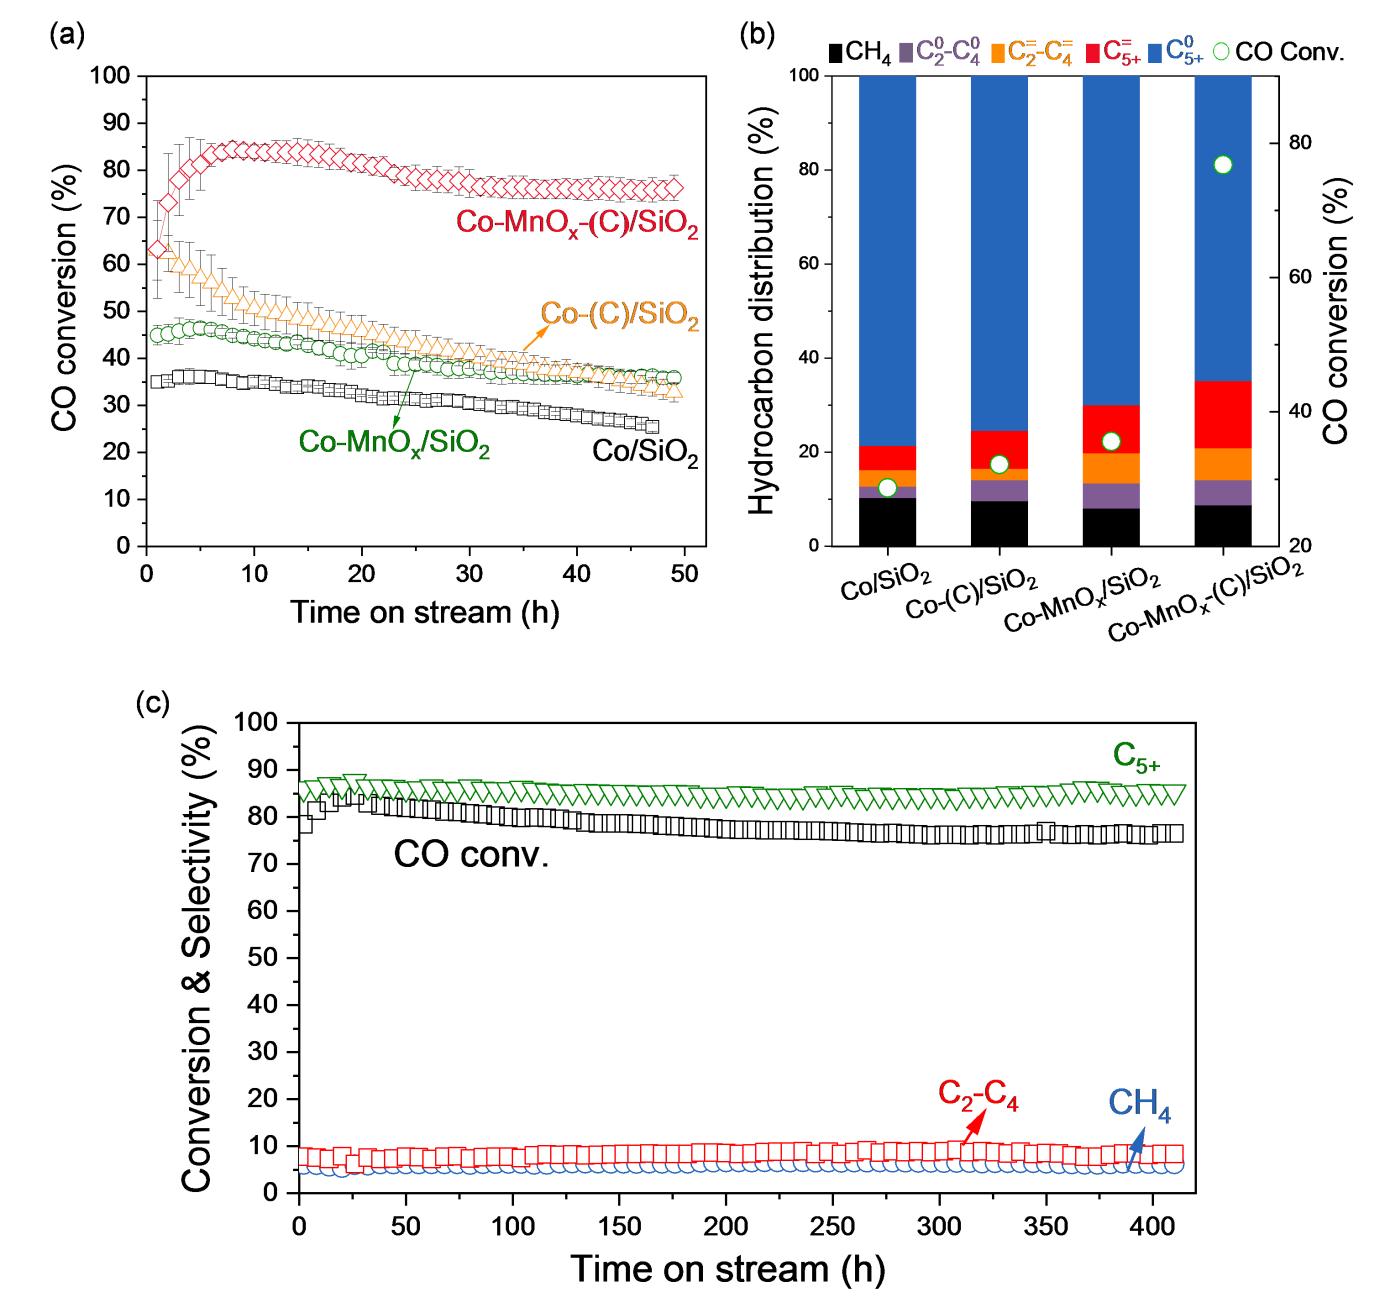 (a)
100
90
80
70
60
50
40
30
20
10
0
CO conversion (%)
Co-MnOₓ-(C)/SiO₂
Co-(C)/SiO₂
Co-MnOₓ/SiO₂
Co/SiO₂
0 10 20 30 40 50
Time on stream (h)
(b)
CH₄ C₂⁰-C₄⁰ C₂⁼-C₄⁼ C₅₊⁼ C₅₊⁰ CO Conv.
100
80
60
40
20
0
Hydrocarbon distribution (%)
80
60
40
20
CO conversion (%)
Co/SiO₂
Co-(C)/SiO₂
Co-MnOₓ/SiO₂
Co-MnOₓ-(C)/SiO₂
(c)
100
90
80
70
60
50
40
30
20
10
0
Conversion & Selectivity (%)
C₅₊
CO conv.
C₂-C₄
CH₄
0 50 100 150 200 250 300 350 400
Time on stream (h)